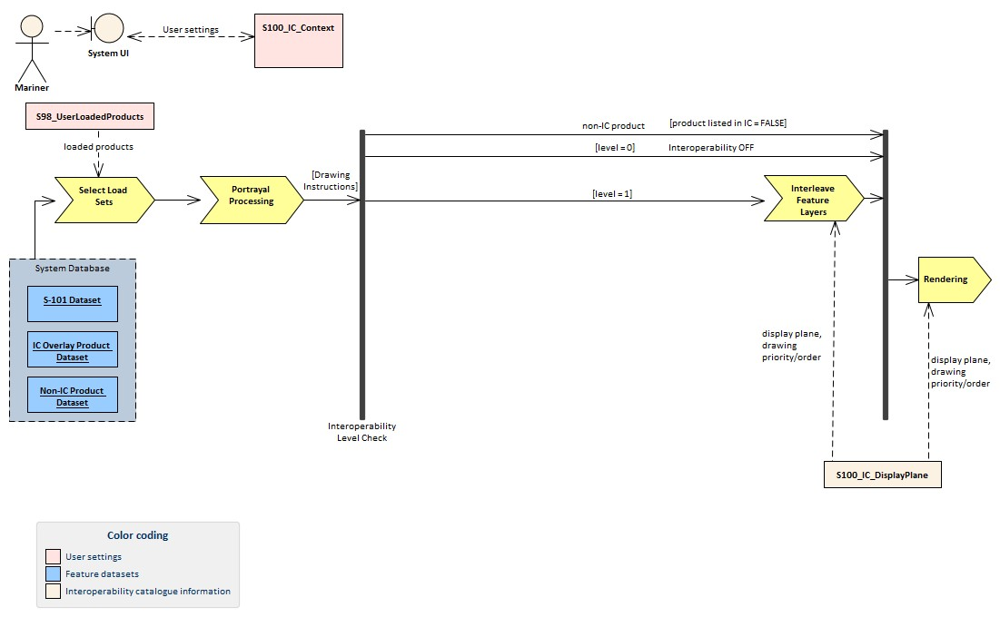 User settings
S100_IC_Context
System UI
Mariner
S98_UserLoadedProducts
loaded products
non-IC product
[product listed in IC = FALSE]
[level = 0]
Interoperability OFF
Select Load
Sets
Portrayal
Processing
[Drawing
Instructions]
[level = 1]
Interleave
Feature
Layers
System Database
S-101 Dataset
IC Overlay Product
Dataset
Non-IC Product
Dataset
Rendering
display plane,
drawing
priority/order
display plane,
drawing
priority/order
Interoperability
Level Check
S100_IC_DisplayPlane
Color coding
User settings
Feature datasets
Interoperability catalogue information